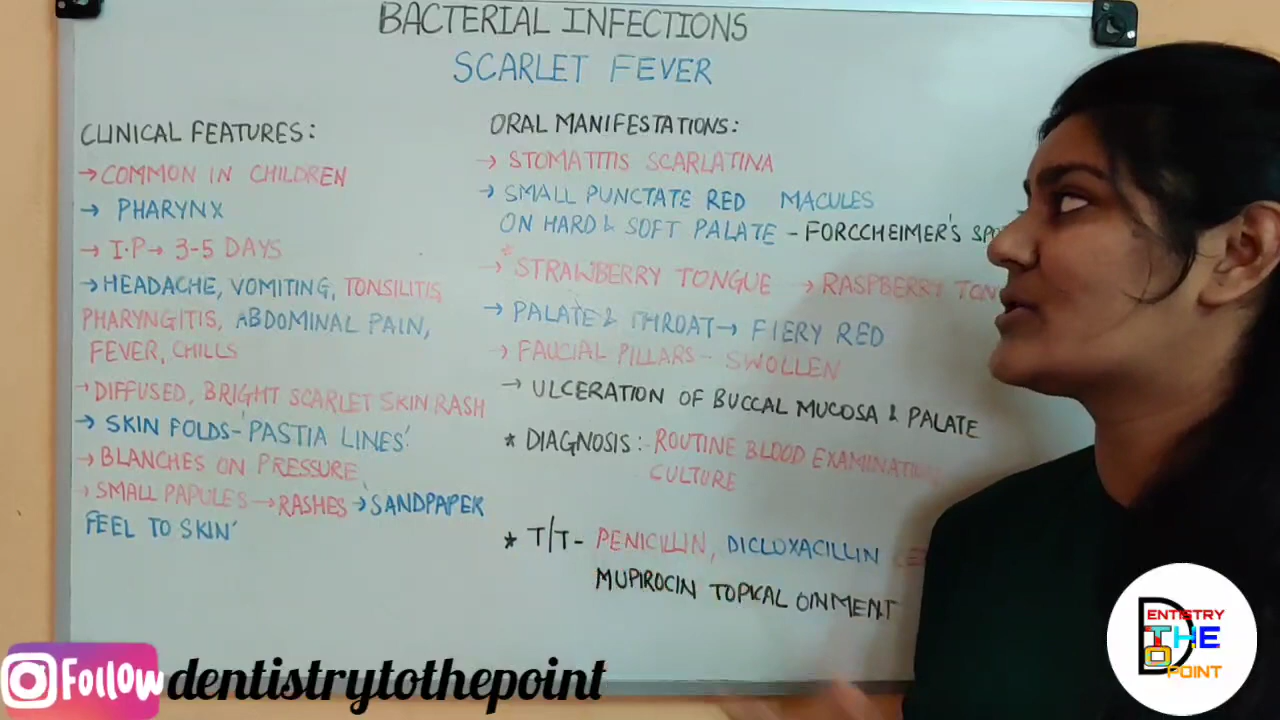 BACTERIAL INFECTIONS
SCARLET FEVER
CLINICAL FEATURES:
→ COMMON IN CHILDREN
→ PHARYNX
→ I.P → 3-5 DAYS
→ HEADACHE, VOMITING, TONSILITIS,
PHARYNGITIS, ABDOMINAL PAIN,
FEVER, CHILLS
→ DIFFUSED, BRIGHT SCARLET SKIN RASH
→ SKIN FOLDS - 'PASTIA LINES'
→ BLANCHES ON PRESSURE
→ SMALL PAPULES → RASHES → SANDPAPER
FEEL TO SKIN'
ORAL MANIFESTATIONS:
→ STOMATITIS SCARLATINA
→ SMALL PUNCTATE RED MACULES
ON HARD & SOFT PALATE - FORCCHEIMER'S
→ *STRAWBERRY TONGUE → RASPBERRY
→ PALATE & THROAT → FIERY RED
→ FAUCIAL PILLARS - SWOLLEN
→ ULCERATION OF BUCCAL MUCOSA & PALATE
* DIAGNOSIS:- ROUTINE BLOOD EXAMINATION,
CULTURE
* T/T - PENICILLIN, DICLOXACILLIN
MUPIROCIN TOPICAL OINMENT
Follow dentistrytothepoint
DENTISTRY
TO THE
POINT